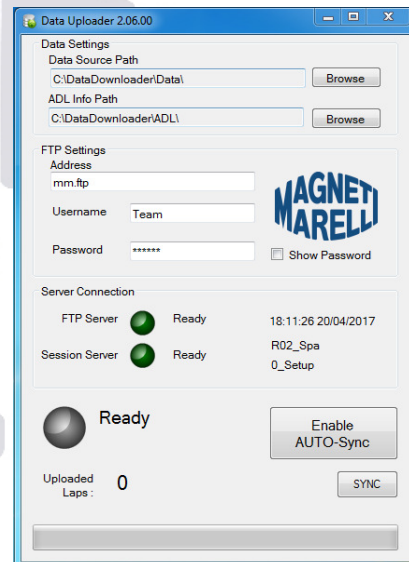 Data Uploader 2.06.00
Data Settings
Data Source Path
C:\DataDownloader\Data\
Browse
ADL Info Path
C:\DataDownloader\ADL\
Browse
FTP Settings
Address
mm.ftp
Username
Team
Password
******
MAGNETI
MARELLI
Show Password
Server Connection
FTP Server
Ready
18:11:26 20/04/2017
Session Server
Ready
R02_Spa
0_Setup
Ready
Enable
AUTO-Sync
Uploaded
Laps :
0
SYNC